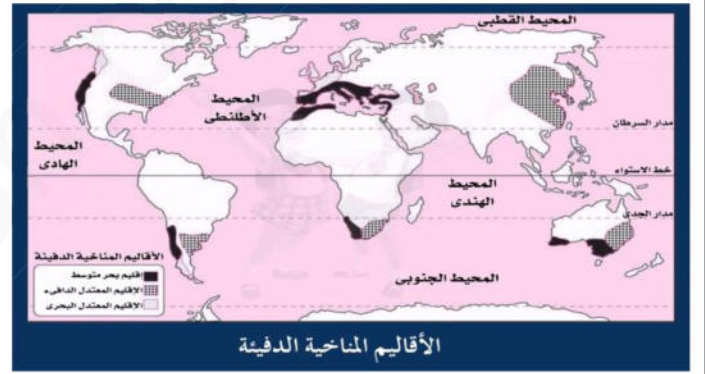 المحيط القطبى
المحيط
الأطلنطى
المحيط
الهادى
مدار السرطان
خط الاستواء
المحيط
الهندى
مدار الجدى
المحيط الجنوبى
الأقاليم المناخية الدفيئة
إقليم بحر متوسط
الإقليم المعتدل الدافىء
الإقليم المعتدل البحرى
الأقاليم المناخية الدفيئة